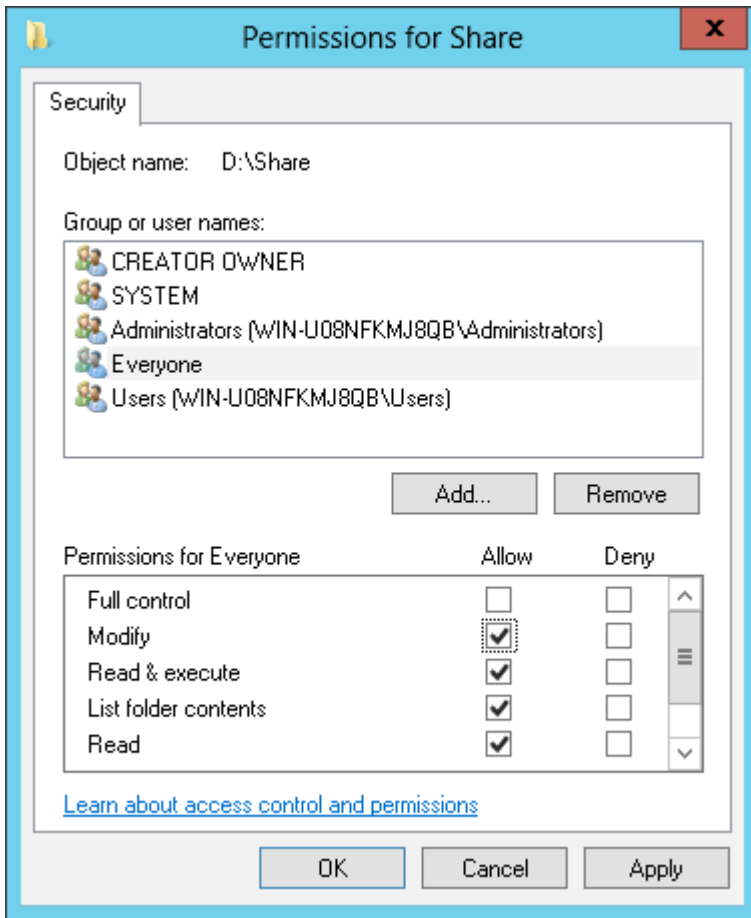 Permissions for Share
x
Security
Object name: D:\Share
Group or user names:
CREATOR OWNER
SYSTEM
Administrators (WIN-U08NFKMJ8QB\Administrators)
Everyone
Users (WIN-U08NFKMJ8QB\Users)
Add... Remove
Permissions for Everyone Allow Deny
Full control
Modify
Read & execute
List folder contents
Read
Learn about access control and permissions
OK Cancel Apply